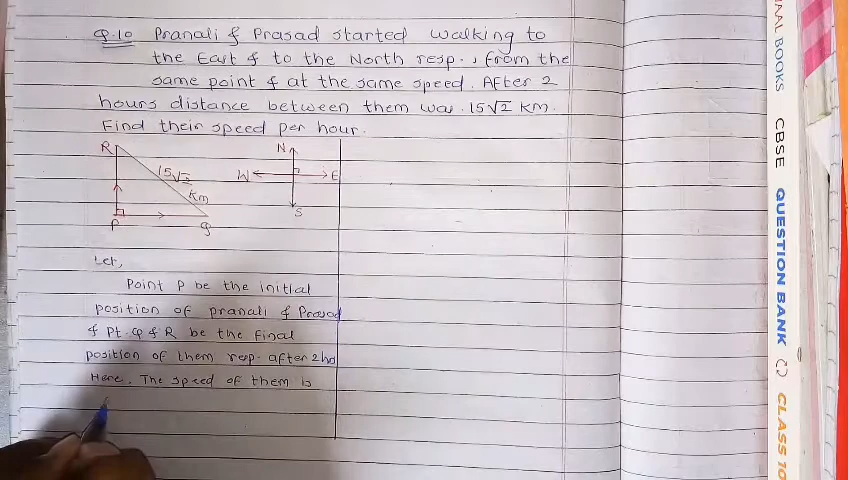 Q.10 Pranali & Prasad started walking to
the East & to the North resp., from the
same point & at the same speed. After 2
hours distance between them was 15√2 KM.
Find their speed per hour.
R
15√2
Km
P
Q
N
W
E
S
Let,
Point P be the initial
position of pranali & Prasad
& Pt. Q & R be the final
position of them resp. after 2 ho
Here, The speed of them is
CBSE QUESTION BANK
CLASS 10